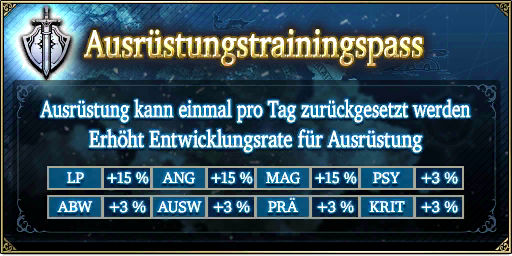 Ausrüstungstrainingspass
Ausrüstung kann einmal pro Tag zurückgesetzt werden
Erhöht Entwicklungsrate für Ausrüstung
LP +15 % ANG +15 % MAG +15 % PSY +3 %
ABW +3 % AUSW +3 % PRÄ +3 % KRIT +3 %